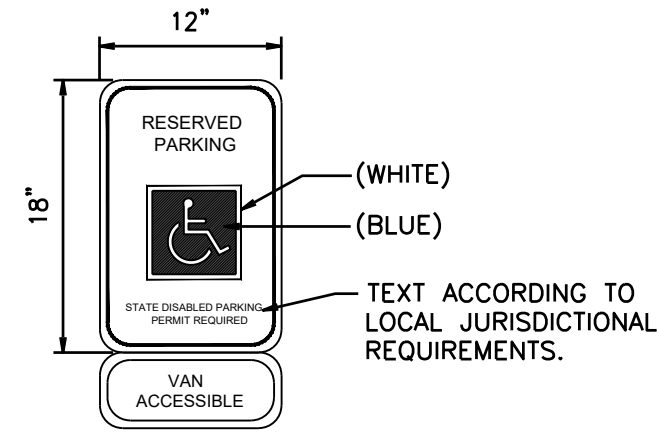 12"
18"
RESERVED
PARKING
(WHITE)
(BLUE)
STATE DISABLED PARKING
PERMIT REQUIRED
TEXT ACCORDING TO
LOCAL JURISDICTIONAL
REQUIREMENTS.
VAN
ACCESSIBLE